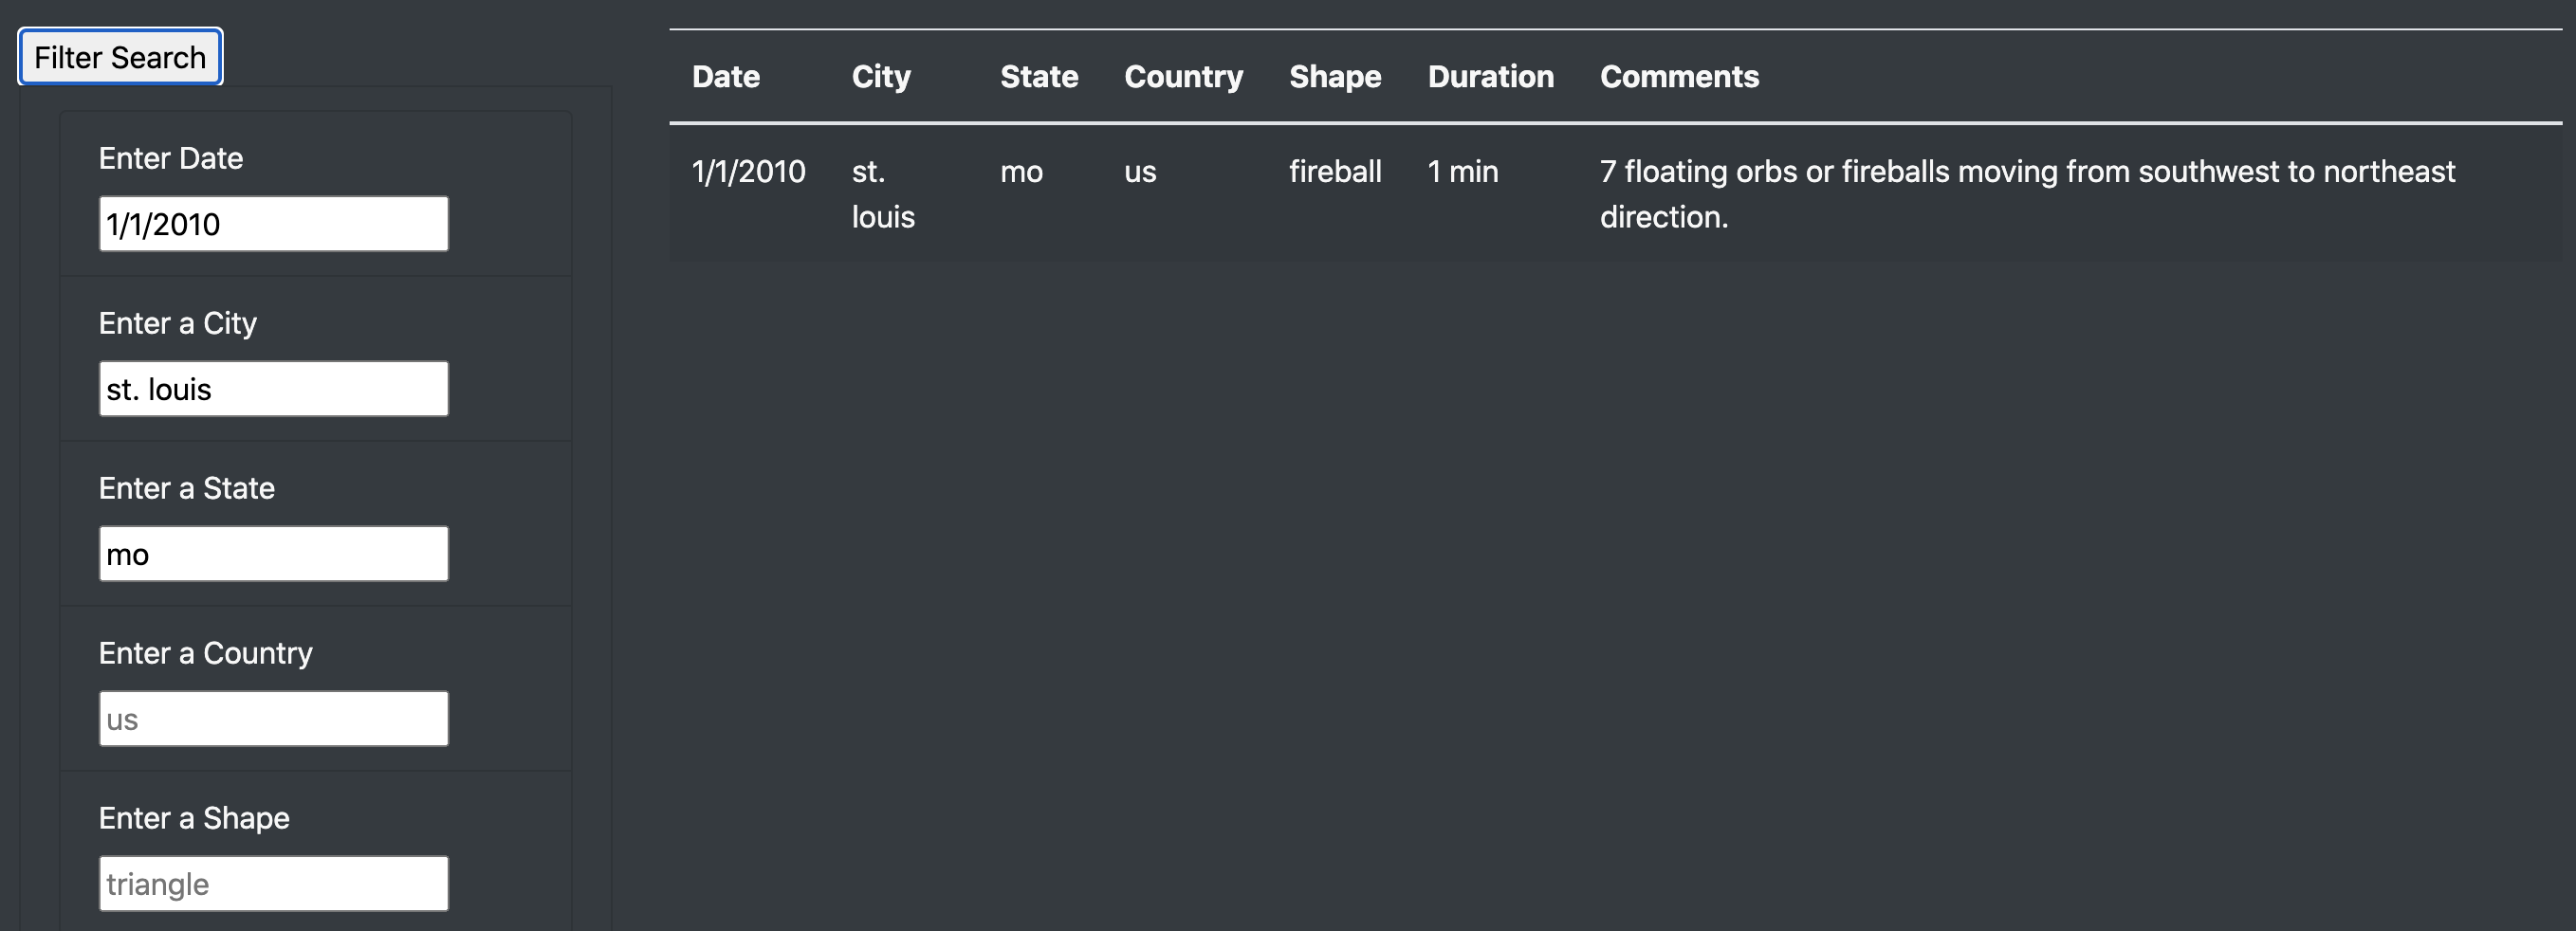 Filter Search
Enter Date
1/1/2010
Enter a City
st. louis
Enter a State
mo
Enter a Country
us
Enter a Shape
triangle
Date City State Country Shape Duration Comments
1/1/2010 st. mo us fireball 1 min 7 floating orbs or fireballs moving from southwest to northeast
louis direction.